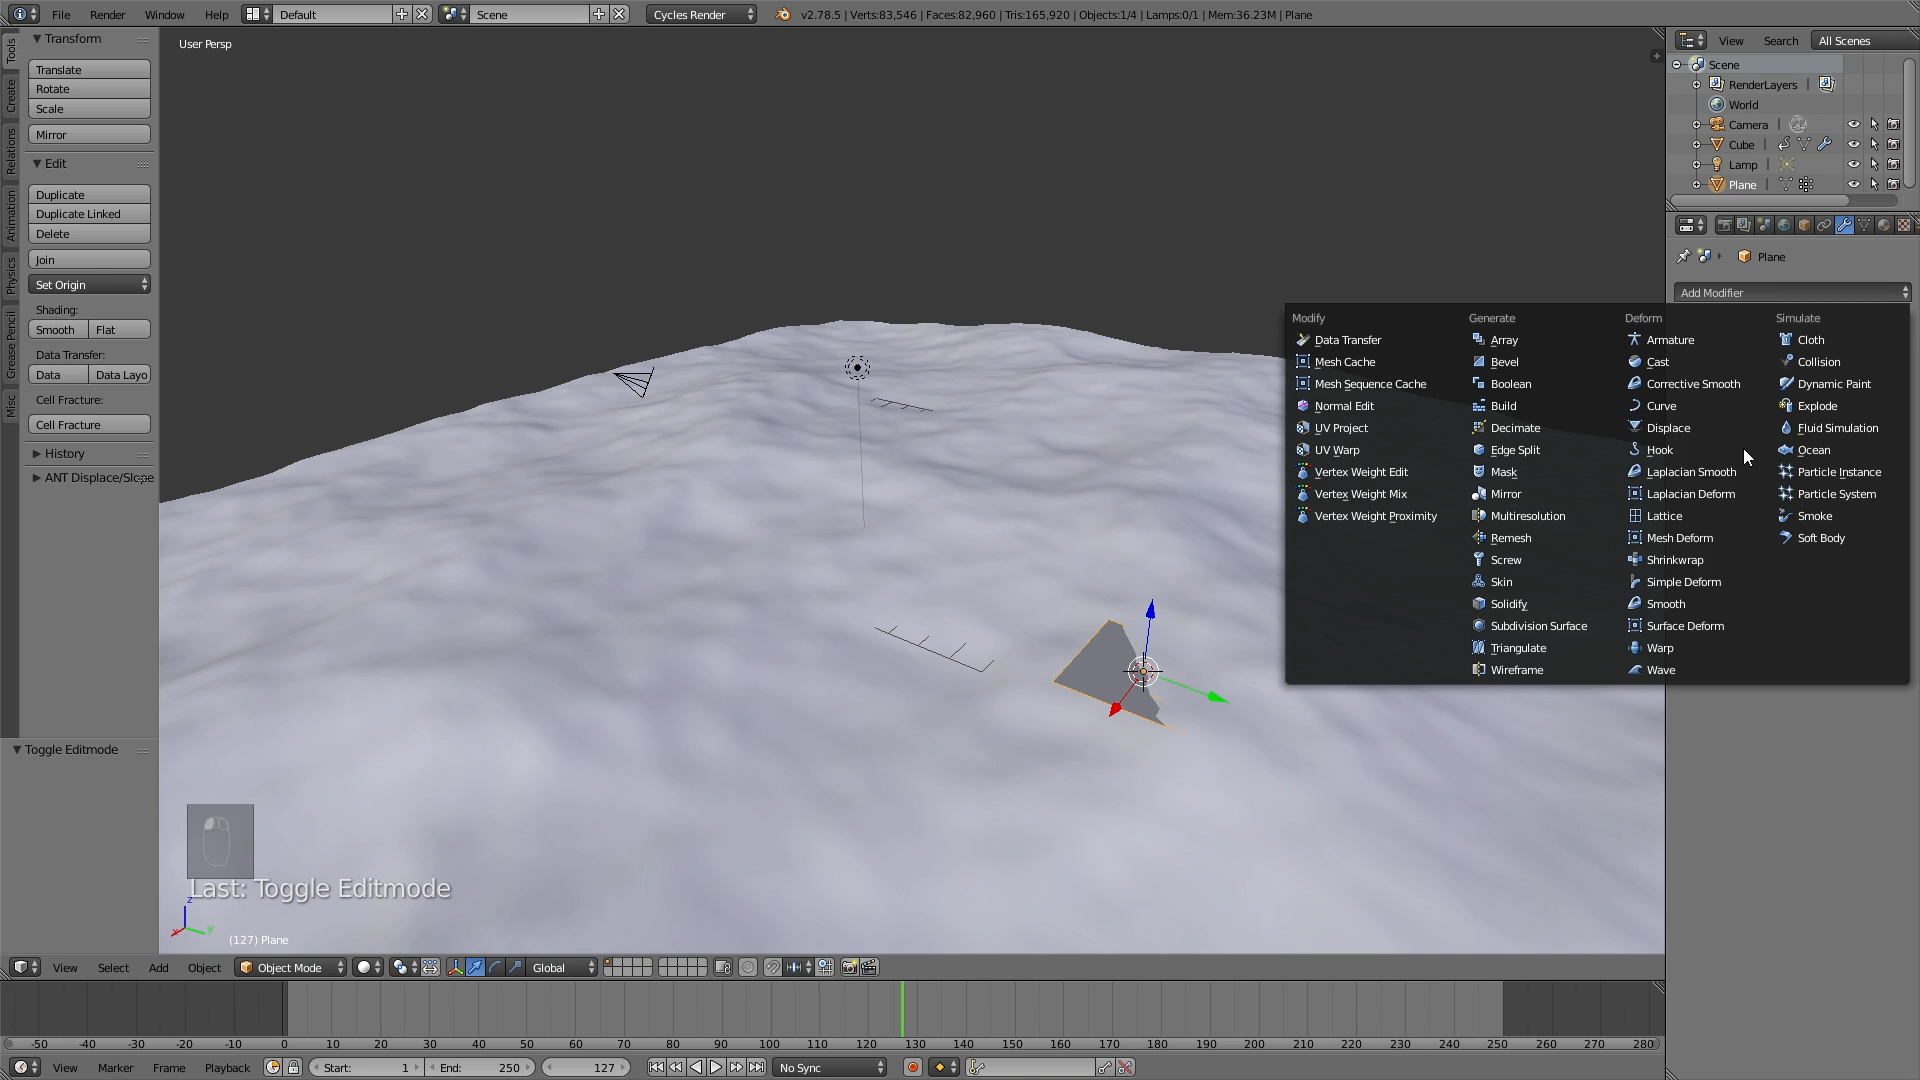 File Render Window Help Default Scene Cycles Render v2.78.5 | Verts:83,546 | Faces:82,960 | Tris:165,920 | Objects:1/4 | Lamps:0/1 | Mem:36.23M | Plane
Tools
Create
Relations
Animation
Physics
Grease Pencil
Misc
Transform
Translate
Rotate
Scale
Mirror
Edit
Duplicate
Duplicate Linked
Delete
Join
Set Origin
Shading:
Smooth Flat
Data Transfer:
Data Data Layo
Cell Fracture:
Cell Fracture
History
ANT Displace/Slope
Toggle Editmode
User Persp
Last: Toggle Editmode
z
x y
(127) Plane
View Search All Scenes
Scene
RenderLayers |
World
Camera |
Cube |
Lamp |
Plane |
Plane
Add Modifier
Modify
Data Transfer
Mesh Cache
Mesh Sequence Cache
Normal Edit
UV Project
UV Warp
Vertex Weight Edit
Vertex Weight Mix
Vertex Weight Proximity
Generate
Array
Bevel
Boolean
Build
Decimate
Edge Split
Mask
Mirror
Multiresolution
Remesh
Screw
Skin
Solidify
Subdivision Surface
Triangulate
Wireframe
Deform
Armature
Cast
Corrective Smooth
Curve
Displace
Hook
Laplacian Smooth
Laplacian Deform
Lattice
Mesh Deform
Shrinkwrap
Simple Deform
Smooth
Surface Deform
Warp
Wave
Simulate
Cloth
Collision
Dynamic Paint
Explode
Fluid Simulation
Ocean
Particle Instance
Particle System
Smoke
Soft Body
View Select Add Object Object Mode Global
-50 -40 -30 -20 -10 0 10 20 30 40 50 60 70 80 90 100 110 120 130 140 150 160 170 180 190 200 210 220 230 240 250 260 270 280
View Marker Frame Playback Start: 1 End: 250 127 No Sync